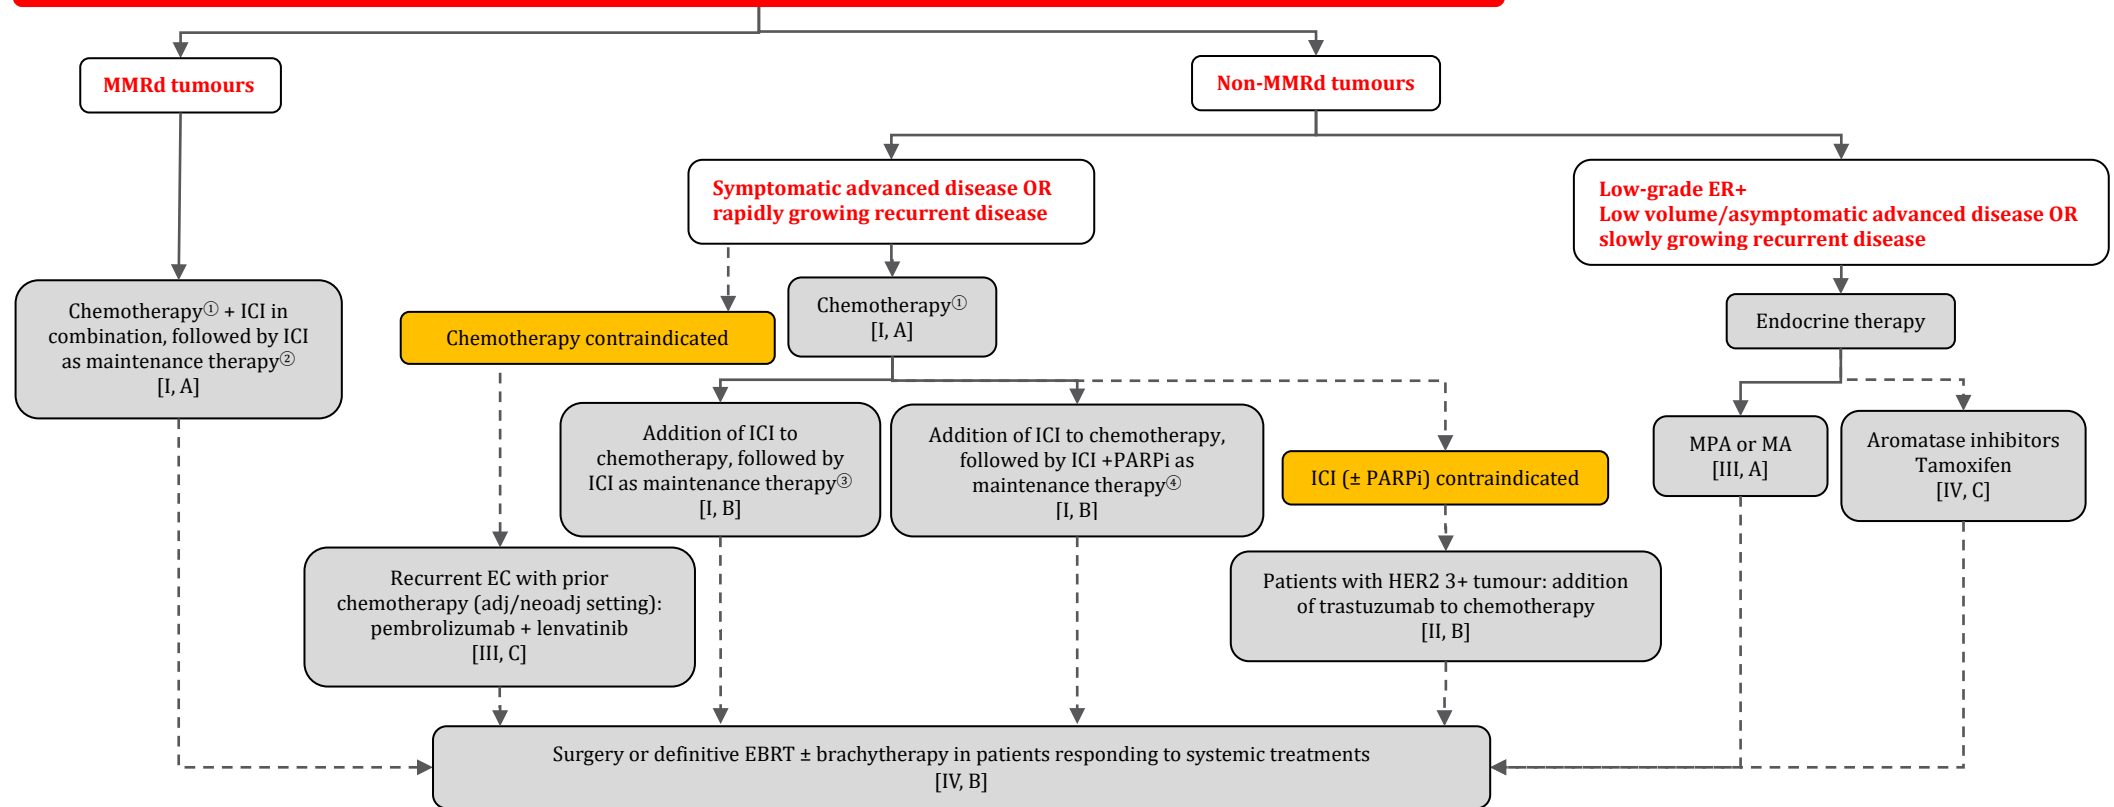 MMRd tumours
Non-MMRd tumours
Symptomatic advanced disease OR
rapidly growing recurrent disease
Low-grade ER+
Low volume/asymptomatic advanced disease OR
slowly growing recurrent disease
Chemotherapy① + ICI in
combination, followed by ICI
as maintenance therapy②
[I, A]
Chemotherapy contraindicated
Chemotherapy①
[I, A]
Endocrine therapy
Addition of ICI to
chemotherapy, followed by
ICI as maintenance therapy③
[I, B]
Addition of ICI to chemotherapy,
followed by ICI +PARPi as
maintenance therapy④
[I, B]
ICI (± PARPi) contraindicated
MPA or MA
[III, A]
Aromatase inhibitors
Tamoxifen
[IV, C]
Recurrent EC with prior
chemotherapy (adj/neoadj setting):
pembrolizumab + lenvatinib
[III, C]
Patients with HER2 3+ tumour: addition
of trastuzumab to chemotherapy
[II, B]
Surgery or definitive EBRT ± brachytherapy in patients responding to systemic treatments
[IV, B]